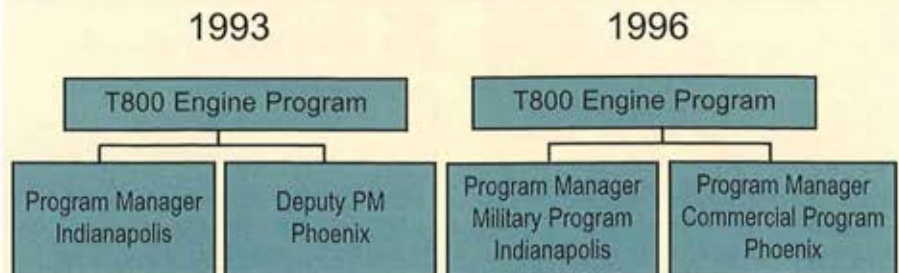 1993
T800 Engine Program
Program Manager
Indianapolis
Deputy PM
Phoenix
1996
T800 Engine Program
Program Manager
Military Program
Indianapolis
Program Manager
Commercial Program
Phoenix